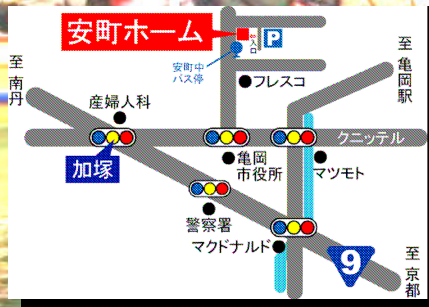 安町ホーム
入口
P
安町中
バス停
フレスコ
至
亀岡駅
至
南丹
産婦人科
クニッテル
加塚
亀岡
市役所
マツモト
警察署
マクドナルド
9
至
京都